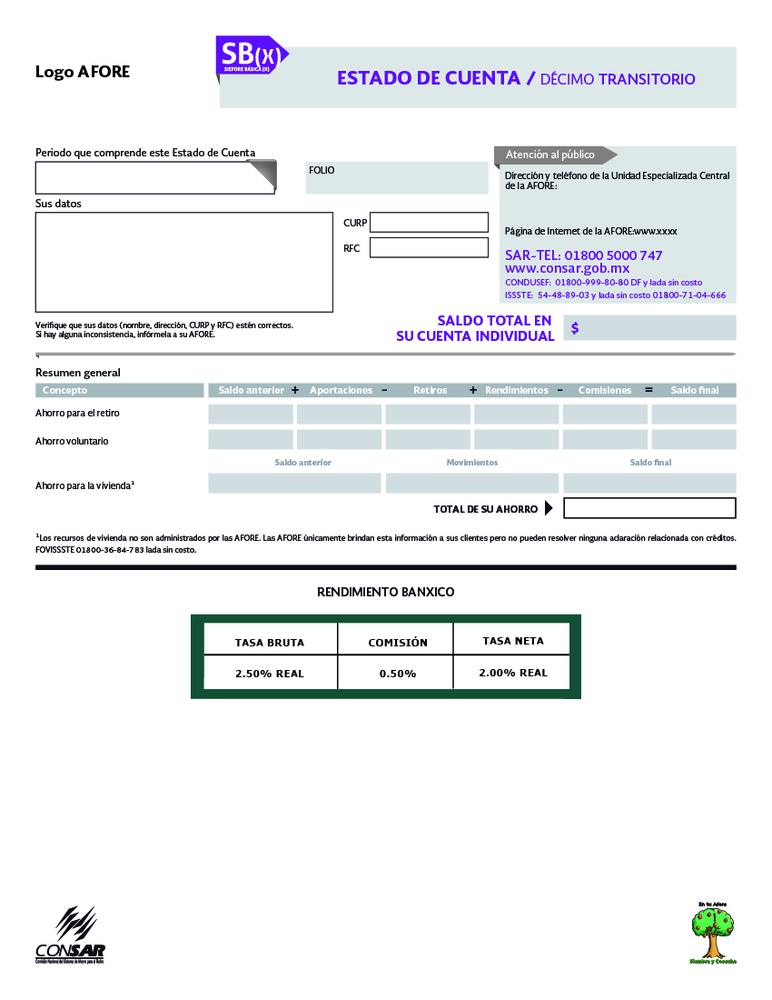 Logo AFORE
SB(X)
SIEFORE BÁSICA (X)
ESTADO DE CUENTA / DÉCIMO TRANSITORIO
Periodo que comprende este Estado de Cuenta
FOLIO
Sus datos
CURP
RFC
Atención al público
Dirección y teléfono de la Unidad Especializada Central
de la AFORE:
Página de Internet de la AFORE:www.xxxx
SAR-TEL: 01800 5000 747
www.consar.gob.mx
CONDUSEF: 01800-999-80-80 DF y lada sin costo
ISSSTE: 54-48-89-03 y lada sin costo 01800-71-04-666
Verifique que sus datos (nombre, dirección, CURP y RFC) estén correctos.
Si hay alguna inconsistencia, infórmela a su AFORE.
SALDO TOTAL EN
SU CUENTA INDIVIDUAL
$
Resumen general
Concepto Saldo anterior + Aportaciones - Retiros + Rendimientos - Comisiones = Saldo final
Ahorro para el retiro
Ahorro voluntario
Saldo anterior Movimientos Saldo final
Ahorro para la vivienda¹
TOTAL DE SU AHORRO
¹Los recursos de vivienda no son administrados por las AFORE. Las AFORE únicamente brindan esta información a sus clientes pero no pueden resolver ninguna aclaración relacionada con créditos.
FOVISSSTE 01800-36-84-783 lada sin costo.
RENDIMIENTO BANXICO
TASA BRUTA COMISIÓN TASA NETA
2.50% REAL 0.50% 2.00% REAL
CONSAR
Comisión Nacional del Sistema de Ahorro para el Retiro
En tu Afore
Siembra y Cosecha